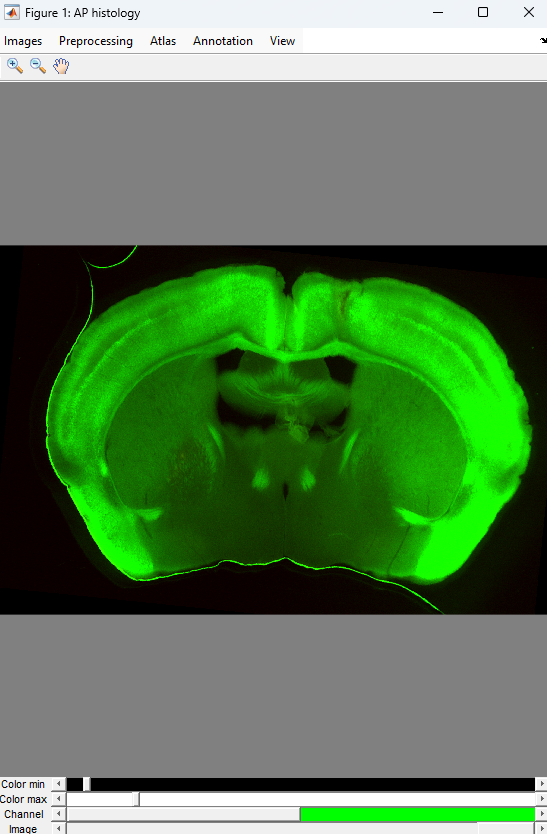 Figure 1: AP histology
Images Preprocessing Atlas Annotation View
Color min
Color max
Channel
Image